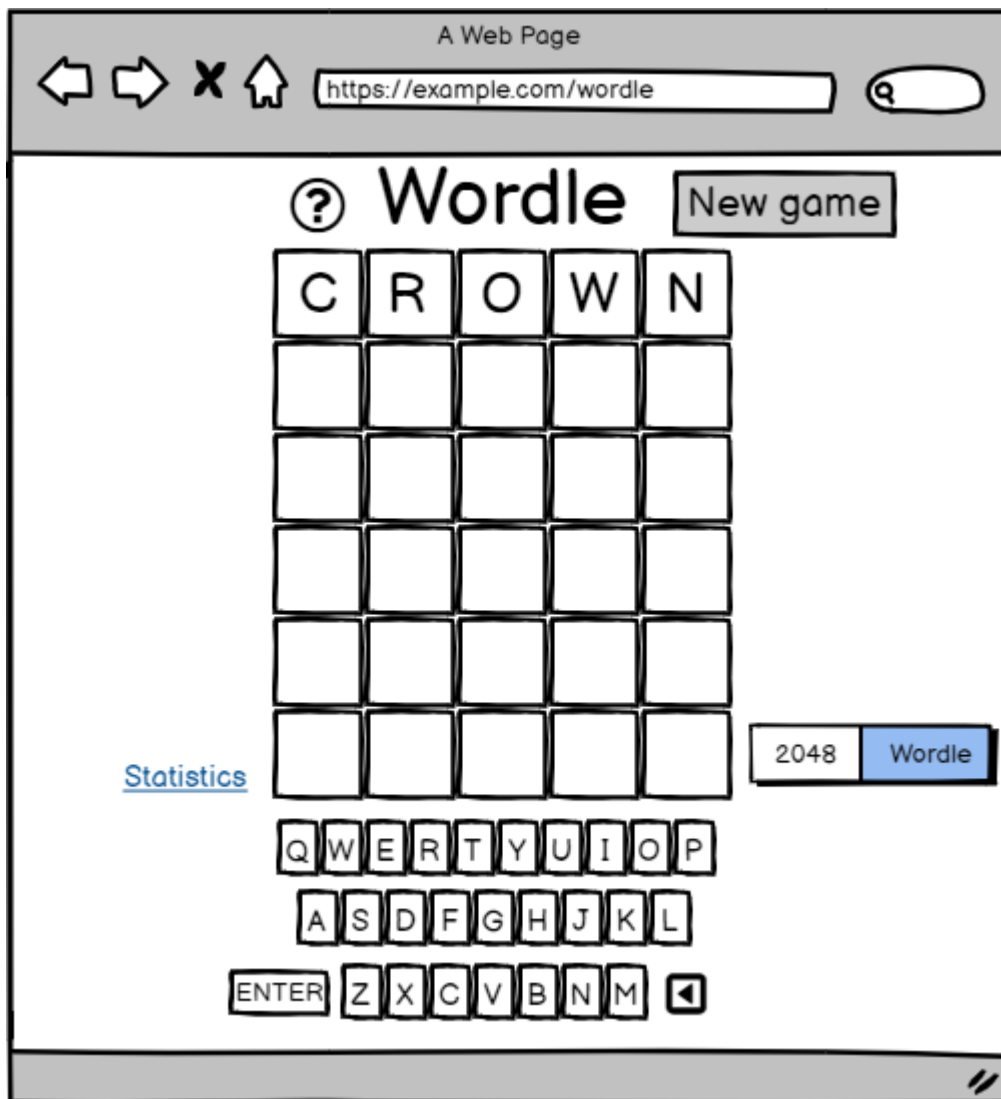 A Web Page
https://example.com/wordle
? Wordle New game
C R O W N
Statistics
2048 Wordle
Q W E R T Y U I O P
A S D F G H J K L
ENTER Z X C V B N M